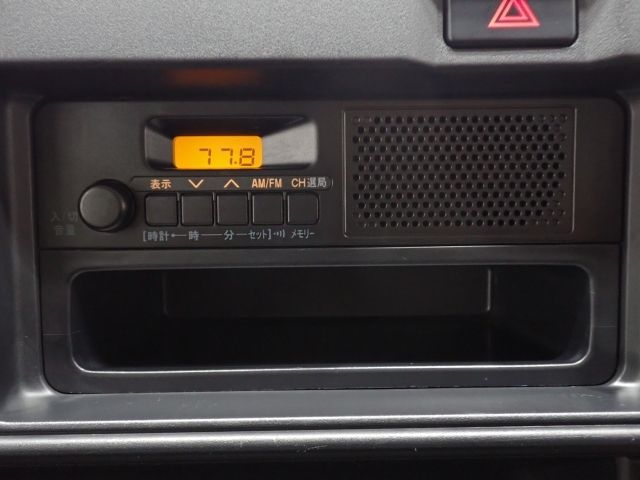 77.8
表示 AM/FM CH選局
入/切
音量
[時計 時 分 セット] メモリー